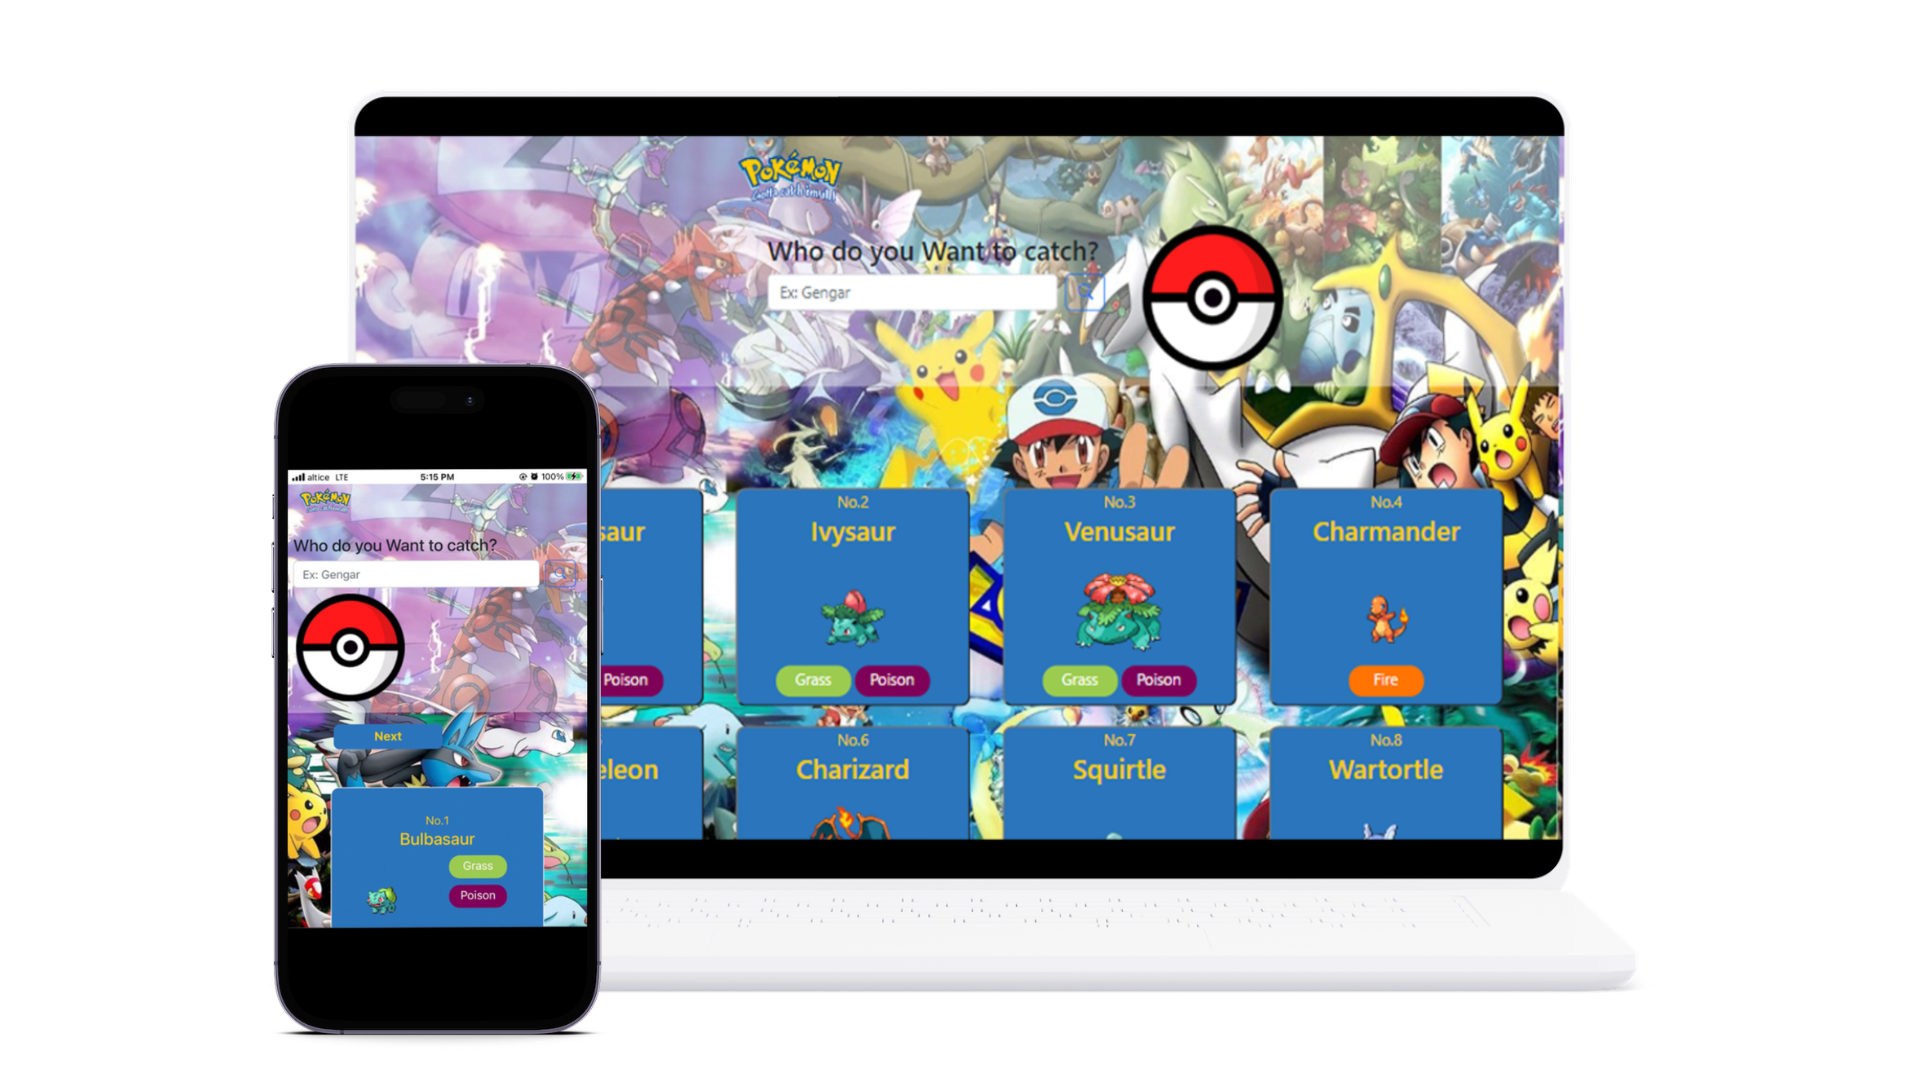 POKéMON
Gotta catch 'em all!
Who do you Want to catch?
Ex: Gengar
saur
Poison
No.2
Ivysaur
Grass
Poison
No.3
Venusaur
Grass
Poison
No.4
Charmander
Fire
eleon
No.6
Charizard
No.7
Squirtle
No.8
Wartortle
altice LTE
5:15 PM
100%
POKéMON
Who do you Want to catch?
Ex: Gengar
Next
No.1
Bulbasaur
Grass
Poison